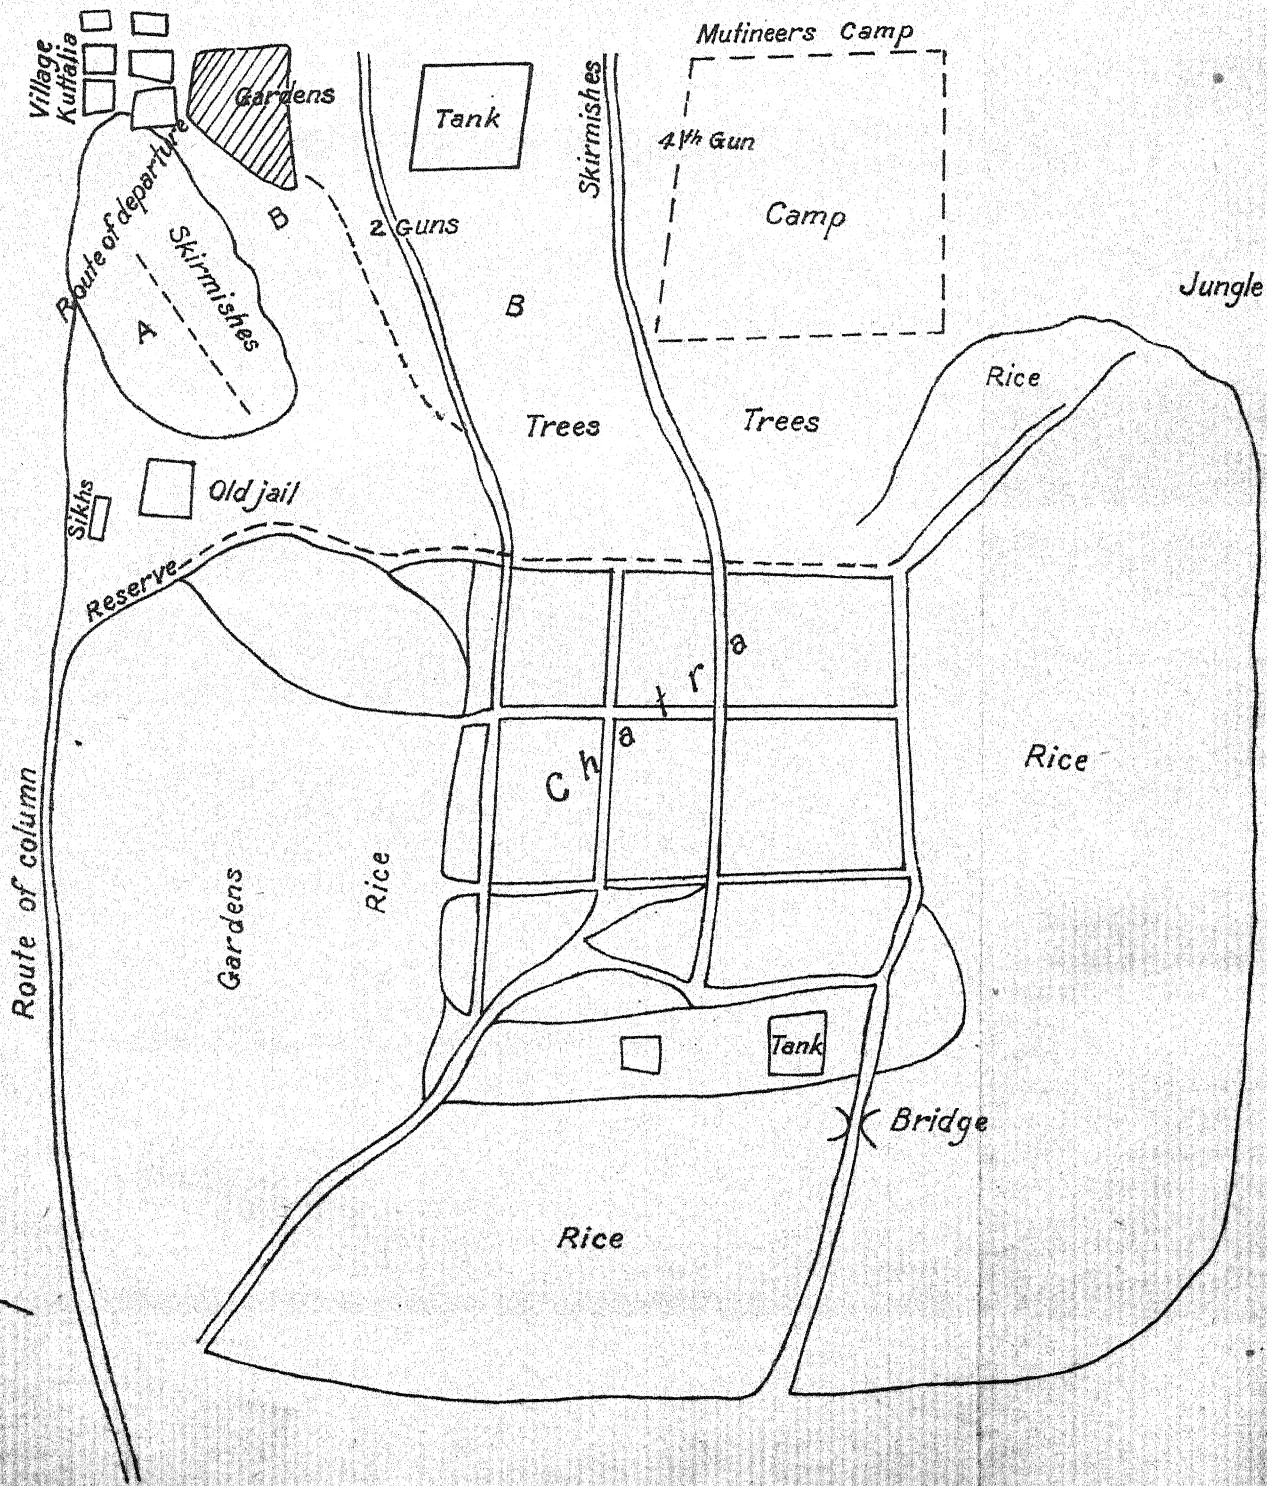 Mutineers Camp
Village
Kuttalia
Gardens
Tank
Skirmishes
4th Gun
Camp
Route of departure
Skirmishes
B
2 Guns
B
A
Jungle
Rice
Trees
Trees
Sikhs
Old jail
Reserve
Chatra
Route of column
Gardens
Rice
Rice
Tank
Bridge
Rice